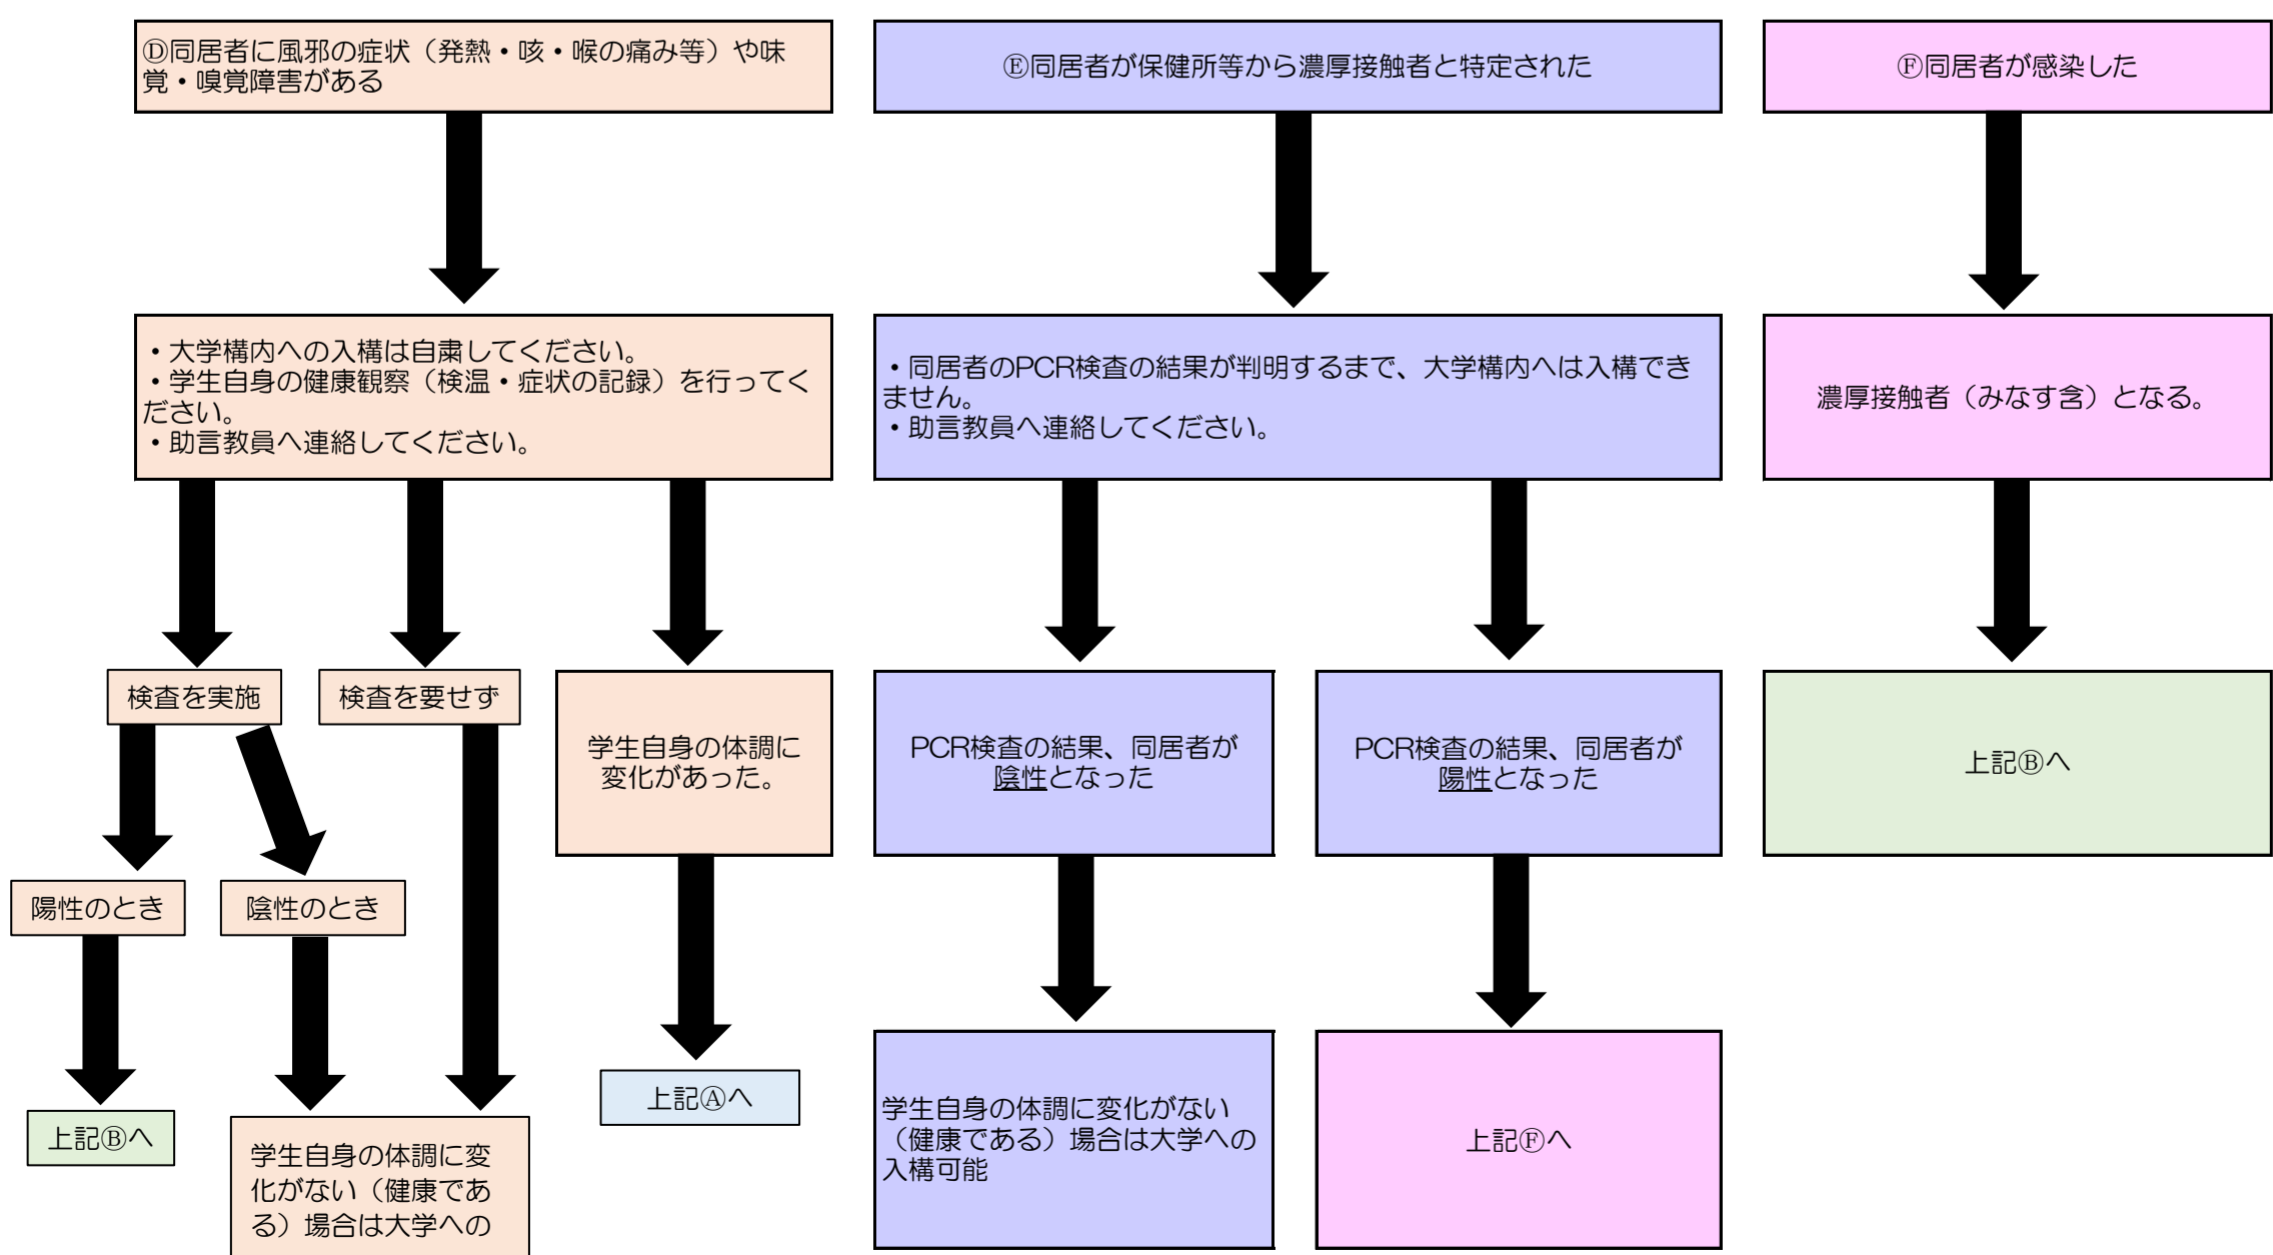 Ⓓ同居者に風邪の症状（発熱・咳・喉の痛み等）や味
覚・嗅覚障害がある
Ⓔ同居者が保健所等から濃厚接触者と特定された
Ⓕ同居者が感染した
・大学構内への入構は自粛してください。
・学生自身の健康観察（検温・症状の記録）を行ってく
ださい。
・助言教員へ連絡してください。
・同居者のPCR検査の結果が判明するまで、大学構内へは入構でき
ません。
・助言教員へ連絡してください。
濃厚接触者（みなす含）となる。
検査を実施
検査を要せず
学生自身の体調に
変化があった。
PCR検査の結果、同居者が
陰性となった
PCR検査の結果、同居者が
陽性となった
上記Ⓑへ
陽性のとき
陰性のとき
上記Ⓑへ
学生自身の体調に変
化がない（健康であ
る）場合は大学への
上記Ⓐへ
学生自身の体調に変化がない
（健康である）場合は大学への
入構可能
上記Ⓕへ